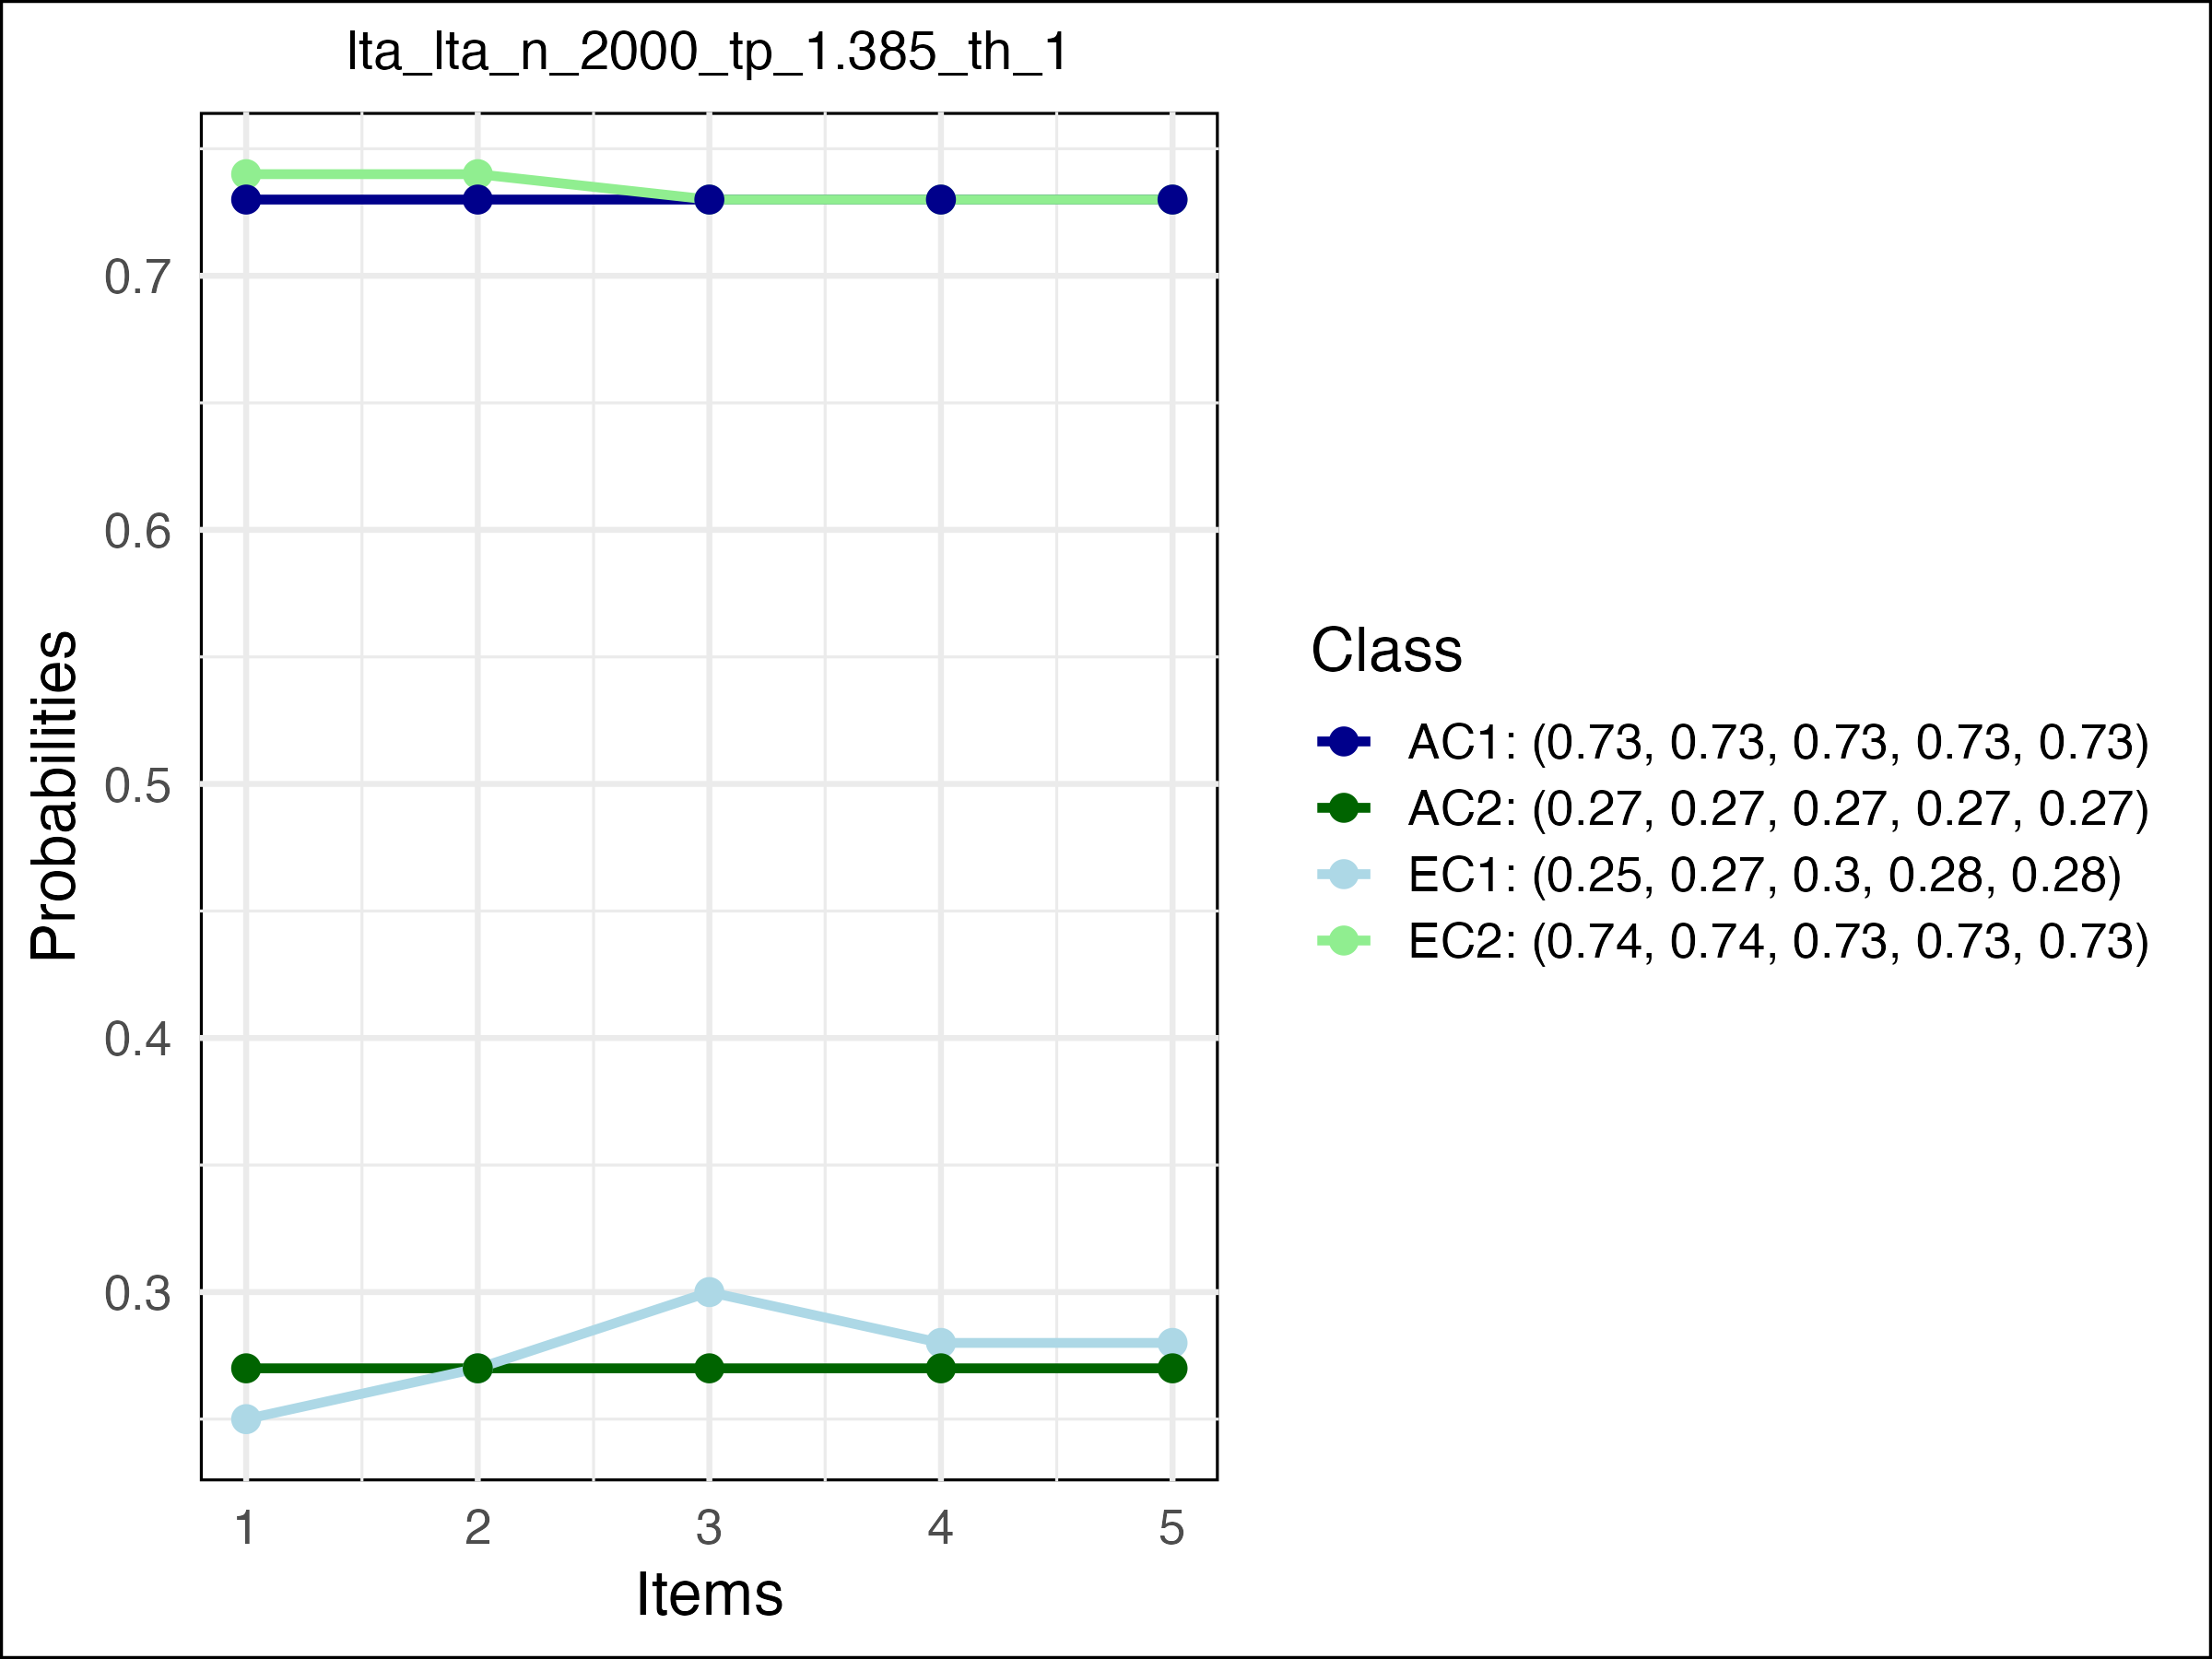 lta_lta_n_2000_tp_1.385_th_1
Probabilities
0.7
0.6
0.5
0.4
0.3
1 2 3 4 5
Items
Class
AC1: (0.73, 0.73, 0.73, 0.73, 0.73)
AC2: (0.27, 0.27, 0.27, 0.27, 0.27)
EC1: (0.25, 0.27, 0.3, 0.28, 0.28)
EC2: (0.74, 0.74, 0.73, 0.73, 0.73)